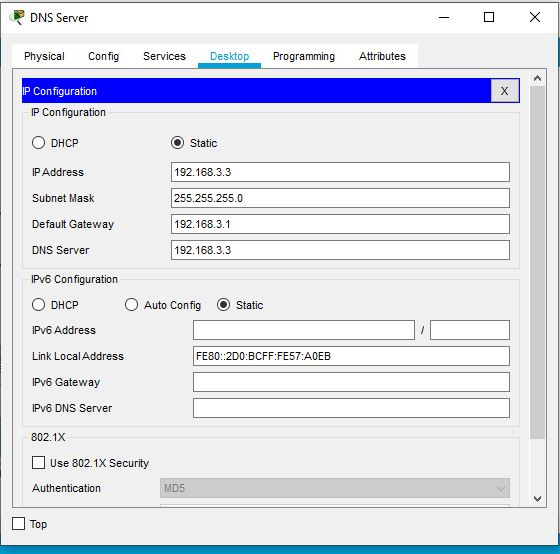 DNS Server
Physical Config Services Desktop Programming Attributes
IP Configuration X
IP Configuration
DHCP Static
IP Address 192.168.3.3
Subnet Mask 255.255.255.0
Default Gateway 192.168.3.1
DNS Server 192.168.3.3
IPv6 Configuration
DHCP Auto Config Static
IPv6 Address /
Link Local Address FE80::2D0:BCFF:FE57:A0EB
IPv6 Gateway
IPv6 DNS Server
802.1X
Use 802.1X Security
Authentication MD5
Top